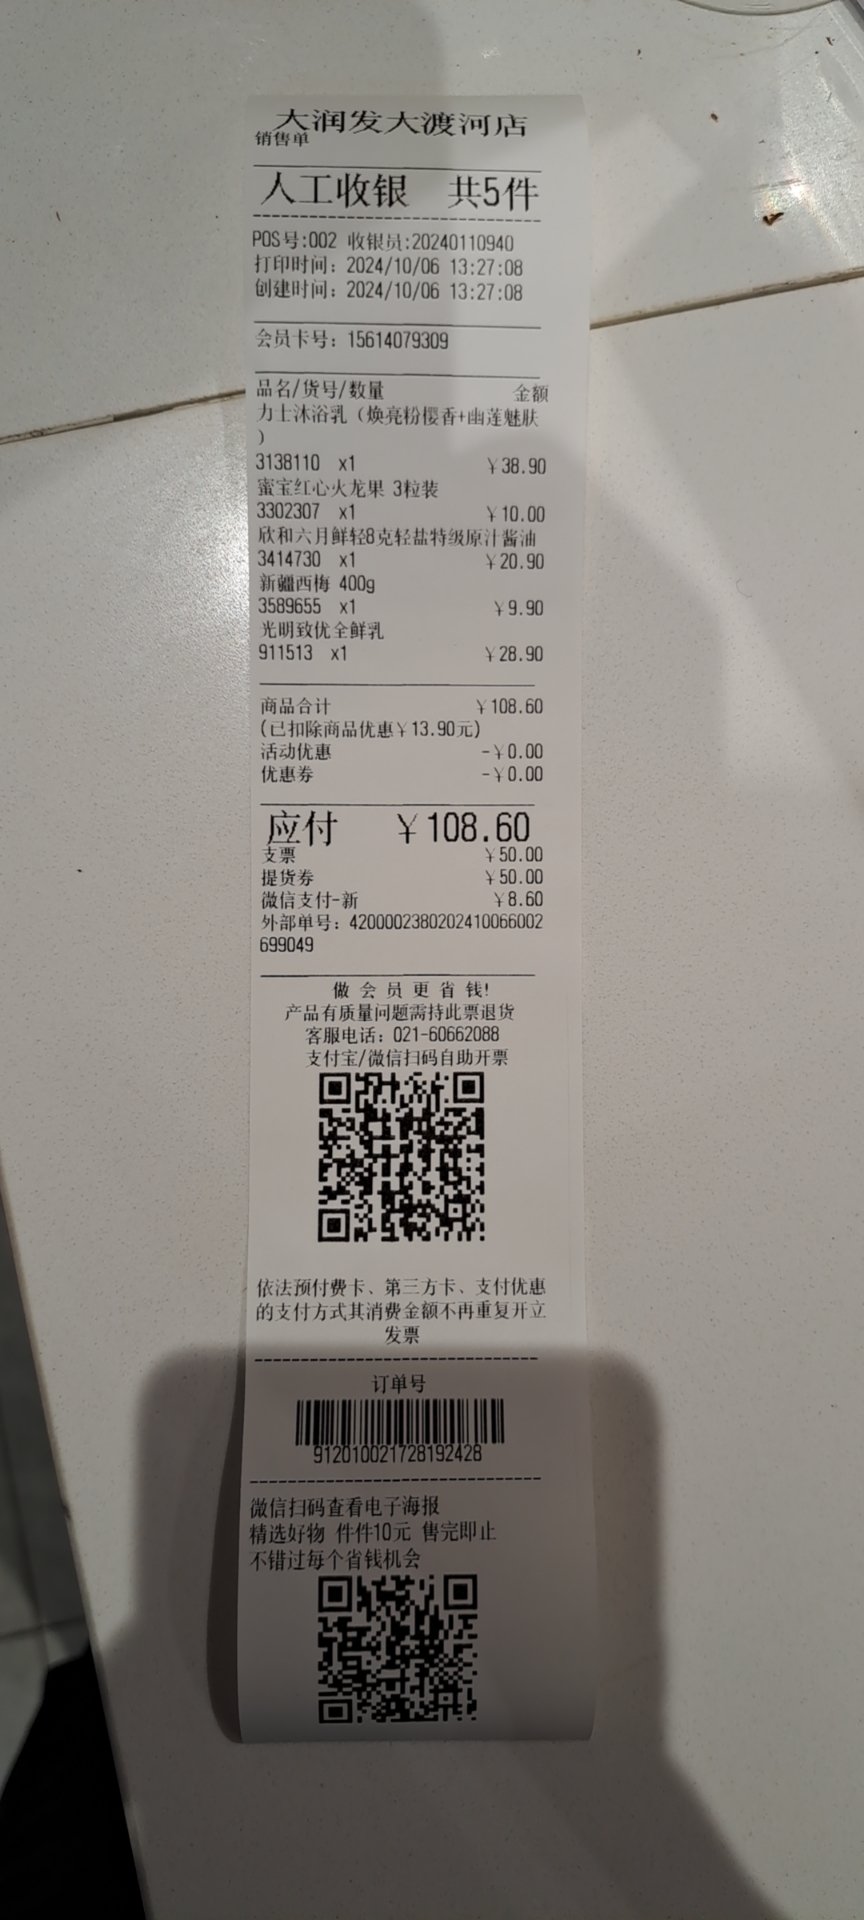 大润发大渡河店
销售单
人工收银 共5件
POS号:002 收银员:20240110940
打印时间: 2024/10/06 13:27:08
创建时间: 2024/10/06 13:27:08
会员卡号: 15614079309
品名/货号/数量 金额
力士沐浴乳（焕亮粉樱香+幽莲魅肤
）
3138110 x1 ¥38.90
蜜宝红心火龙果 3粒装
3302307 x1 ¥10.00
欣和六月鲜轻8克轻盐特级原汁酱油
3414730 x1 ¥20.90
新疆西梅 400g
3589655 x1 ¥9.90
光明致优全鲜乳
911513 x1 ¥28.90
商品合计 ¥108.60
(已扣除商品优惠¥13.90元)
活动优惠 -¥0.00
优惠券 -¥0.00
应付 ¥108.60
支票 ¥50.00
提货券 ¥50.00
微信支付-新 ¥8.60
外部单号: 4200002380202410066002
699049
做 会 员 更 省 钱!
产品有质量问题需持此票退货
客服电话: 021-60662088
支付宝/微信扫码自助开票
依法预付费卡、第三方卡、支付优惠
的支付方式其消费金额不再重复开立
发票
订单号
912010021728192428
微信扫码查看电子海报
精选好物 件件10元 售完即止
不错过每个省钱机会